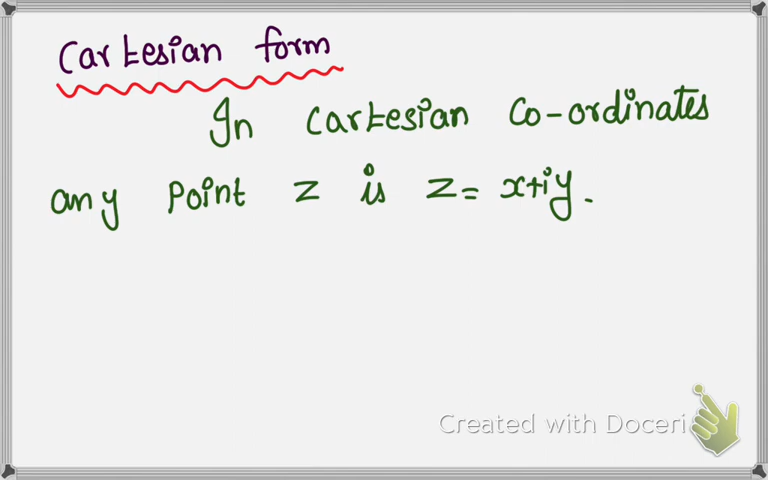 Cartesian form
In Cartesian Co-ordinates
any point z is z = x+iy.
Created with Doceri